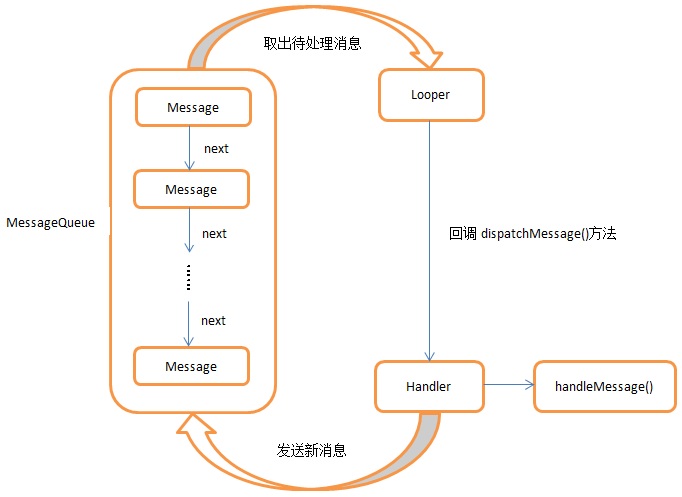 取出待处理消息
Looper
Message
next
Message
MessageQueue
next
回调 dispatchMessage()方法
next
Message
Handler
handleMessage()
发送新消息